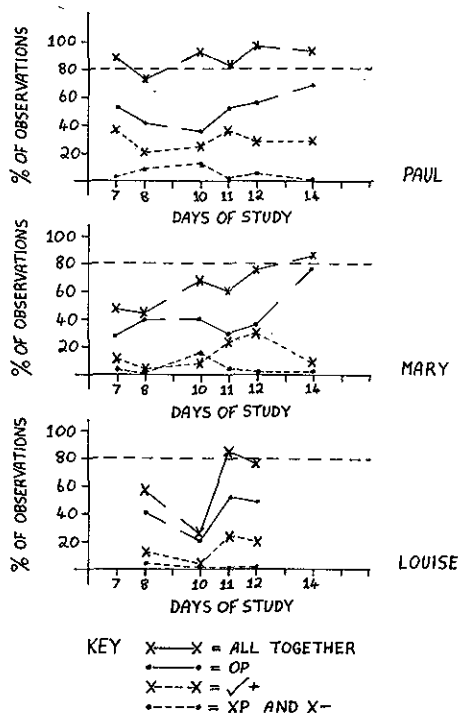 % OF OBSERVATIONS
100
80
60
40
20
7 8 10 11 12 14
DAYS OF STUDY
PAUL
% OF OBSERVATIONS
100
80
60
40
20
7 8 10 11 12 14
DAYS OF STUDY
MARY
% OF OBSERVATIONS
100
80
60
40
20
7 8 10 11 12 14
DAYS OF STUDY
LOUISE
KEY X——X = ALL TOGETHER
•——• = OP
X----X = ✓+
•----• = XP AND X-